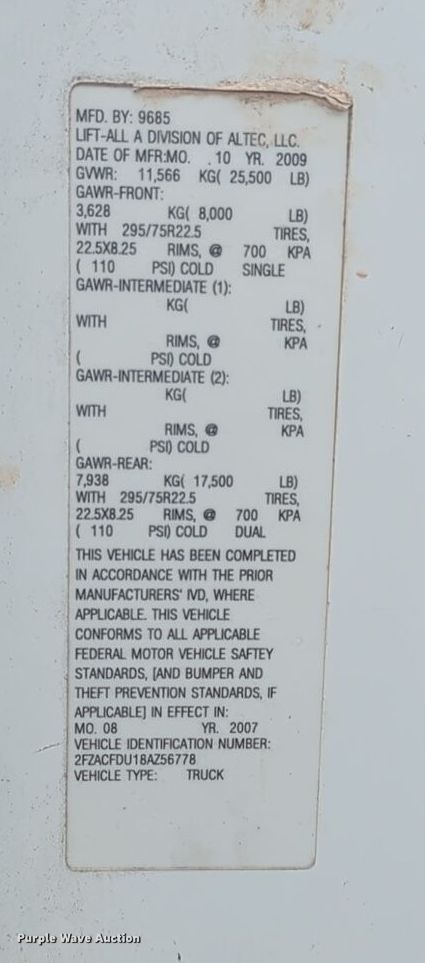 MFD. BY: 9685
LIFT-ALL A DIVISION OF ALTEC, LLC.
DATE OF MFR:MO. . 10 YR. 2009
GVWR: 11,566 KG( 25,500 LB)
GAWR-FRONT:
3,628 KG( 8,000 LB)
WITH 295/75R22.5 TIRES,
22.5X8.25 RIMS, @ 700 KPA
( 110 PSI) COLD SINGLE
GAWR-INTERMEDIATE (1):
KG( LB)
WITH TIRES,
RIMS, @ KPA
( PSI) COLD
GAWR-INTERMEDIATE (2):
KG( LB)
WITH TIRES,
RIMS, @ KPA
( PSI) COLD
GAWR-REAR:
7,938 KG( 17,500 LB)
WITH 295/75R22.5 TIRES,
22.5X8.25 RIMS, @ 700 KPA
( 110 PSI) COLD DUAL
THIS VEHICLE HAS BEEN COMPLETED
IN ACCORDANCE WITH THE PRIOR
MANUFACTURERS' IVD, WHERE
APPLICABLE. THIS VEHICLE
CONFORMS TO ALL APPLICABLE
FEDERAL MOTOR VEHICLE SAFTEY
STANDARDS, [AND BUMPER AND
THEFT PREVENTION STANDARDS, IF
APPLICABLE] IN EFFECT IN:
MO. 08 YR. 2007
VEHICLE IDENTIFICATION NUMBER:
2FZACFDU18AZ56778
VEHICLE TYPE: TRUCK
Purple Wave Auction